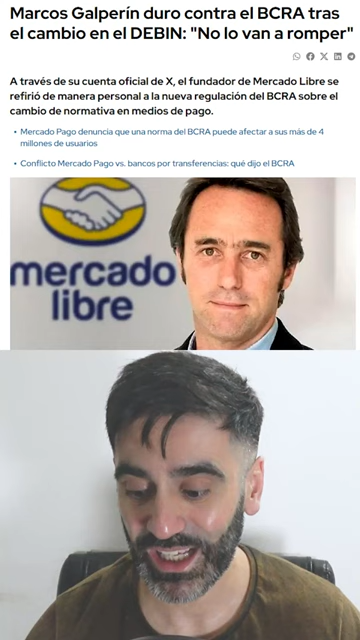 Marcos Galperín duro contra el BCRA tras
el cambio en el DEBIN: "No lo van a romper"
A través de su cuenta oficial de X, el fundador de Mercado Libre se
refirió de manera personal a la nueva regulación del BCRA sobre el
cambio de normativa en medios de pago.
• Mercado Pago denuncia que una norma del BCRA puede afectar a sus más de 4
millones de usuarios
• Conflicto Mercado Pago vs. bancos por transferencias: qué dijo el BCRA
mercado
libre